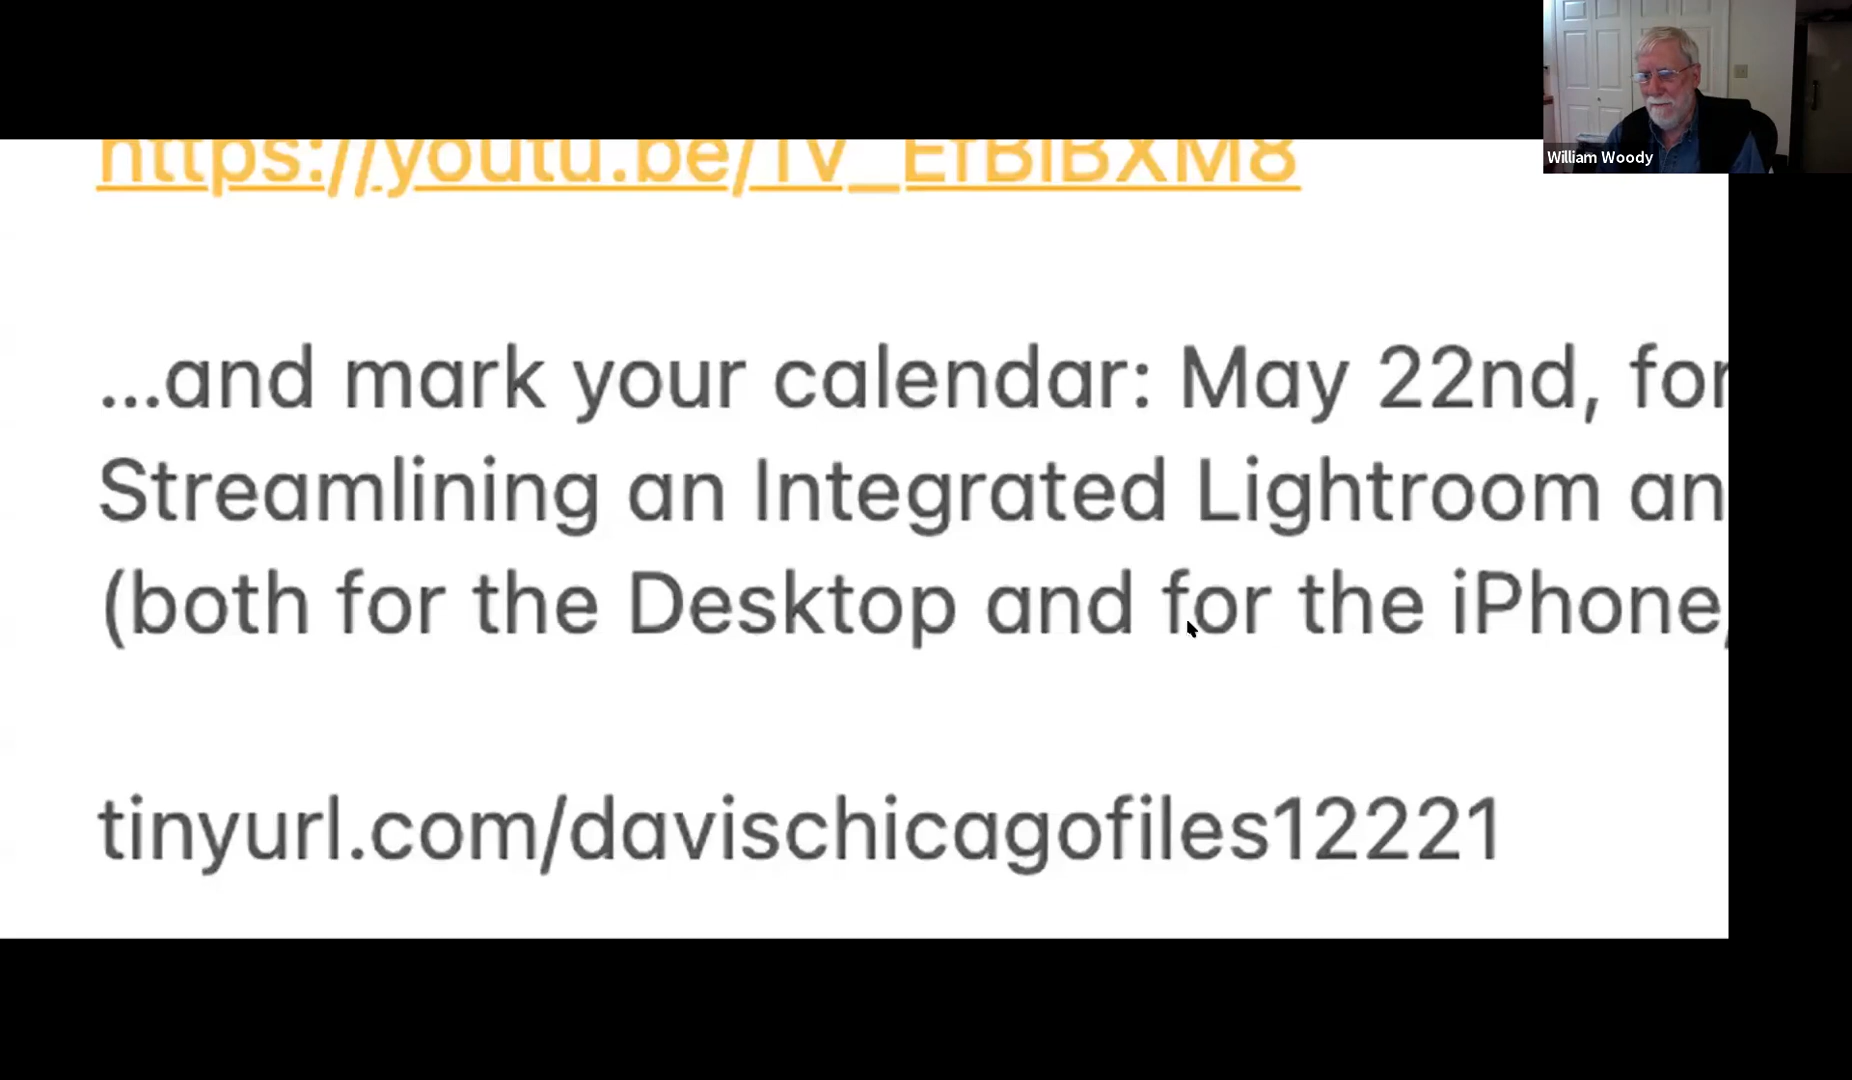 William Woody
...and mark your calendar: May 22nd, for
Streamlining an Integrated Lightroom an
(both for the Desktop and for the iPhone,
tinyurl.com/davischicagofiles12221